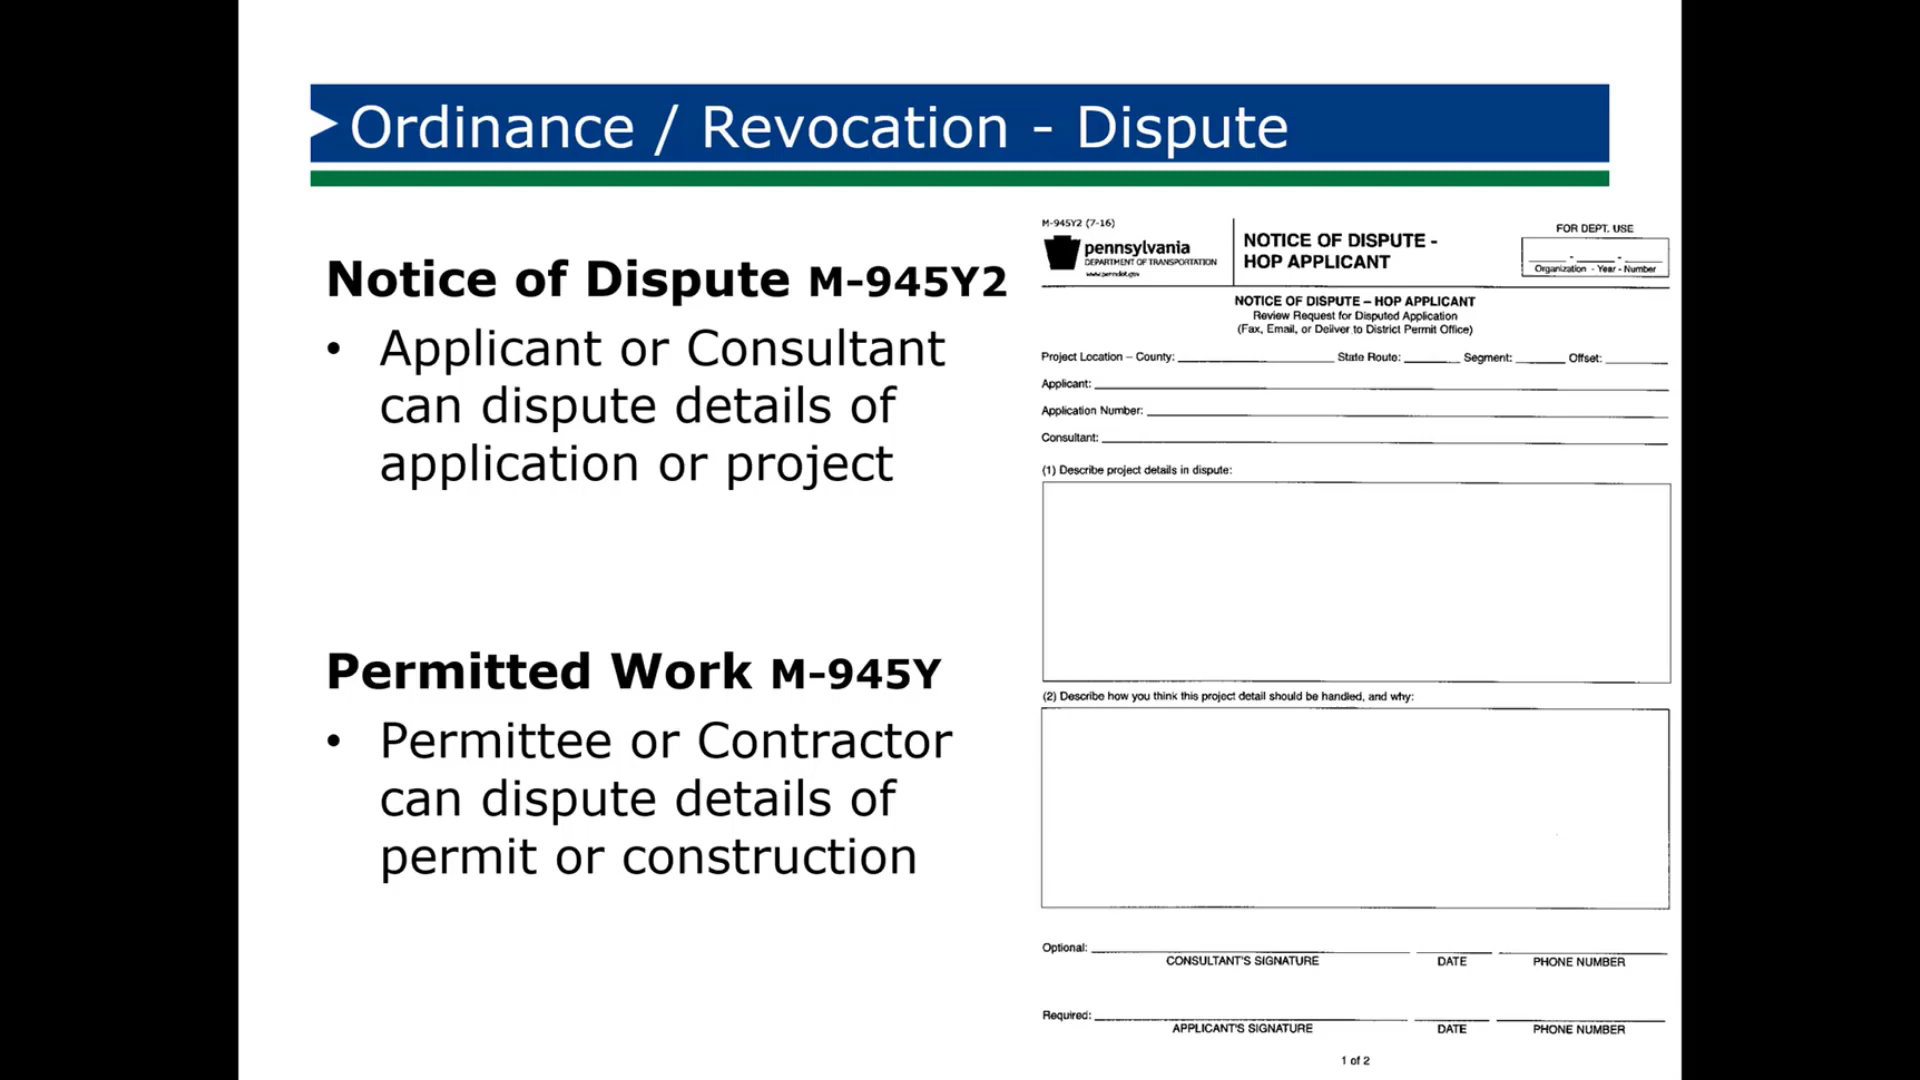 Ordinance / Revocation - Dispute
Notice of Dispute M-945Y2
• Applicant or Consultant
can dispute details of
application or project
Permitted Work M-945Y
• Permittee or Contractor
can dispute details of
permit or construction
M-945Y2 (7-16)
pennsylvania
DEPARTMENT OF TRANSPORTATION
www.penndot.gov
NOTICE OF DISPUTE -
HOP APPLICANT
FOR DEPT. USE
Organization - Year - Number
NOTICE OF DISPUTE – HOP APPLICANT
Review Request for Disputed Application
(Fax, Email, or Deliver to District Permit Office)
Project Location – County: State Route: Segment: Offset:
Applicant:
Application Number:
Consultant:
(1) Describe project details in dispute:
(2) Describe how you think this project detail should be handled, and why:
Optional:
CONSULTANT'S SIGNATURE DATE PHONE NUMBER
Required:
APPLICANT'S SIGNATURE DATE PHONE NUMBER
1 of 2